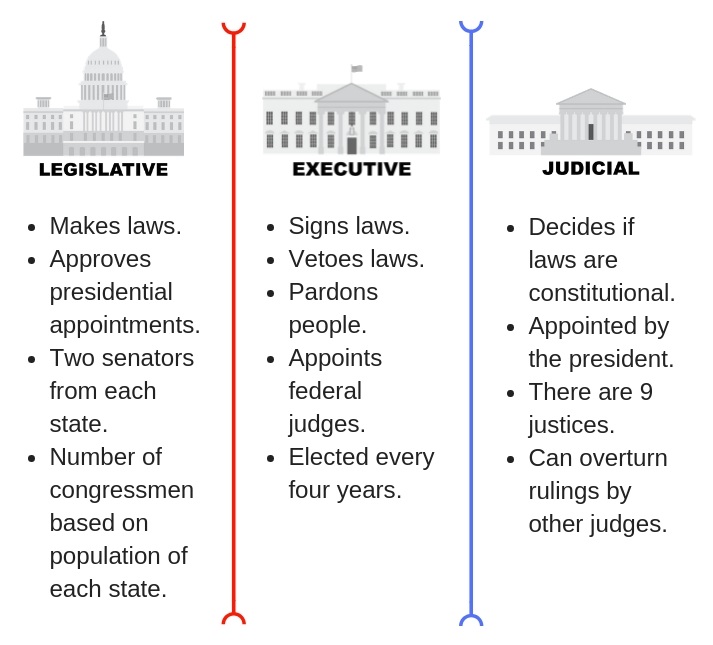 LEGISLATIVE
• Makes laws.
• Approves
presidential
appointments.
• Two senators
from each
state.
• Number of
congressmen
based on
population of
each state.
EXECUTIVE
• Signs laws.
• Vetoes laws.
• Pardons
people.
• Appoints
federal
judges.
• Elected every
four years.
JUDICIAL
• Decides if
laws are
constitutional.
• Appointed by
the president.
• There are 9
justices.
• Can overturn
rulings by
other judges.